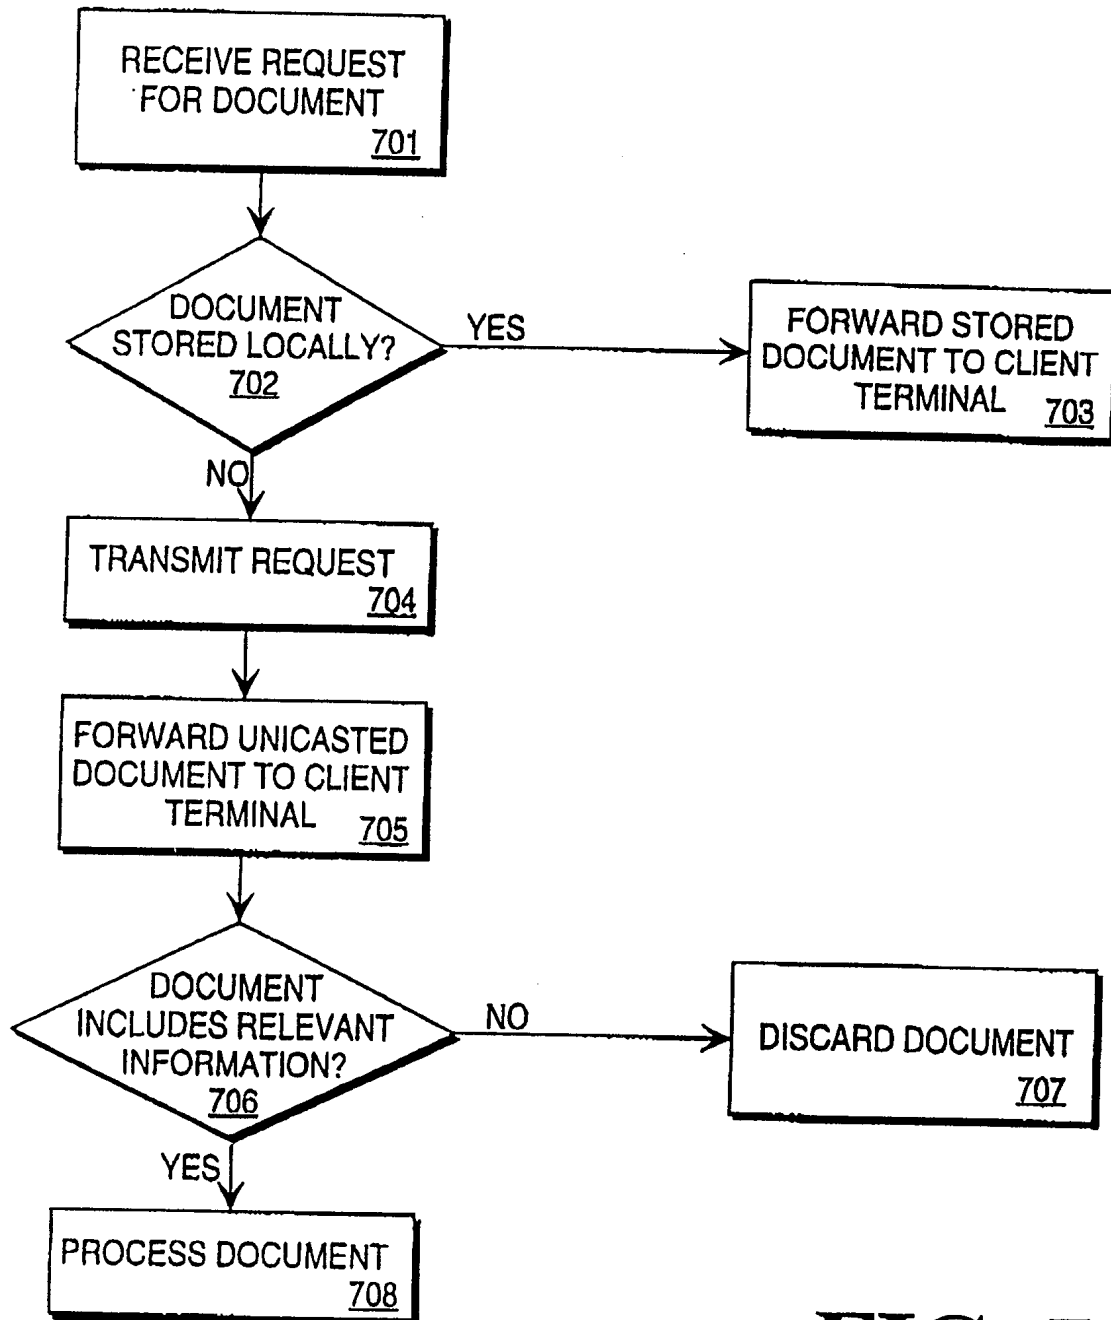 RECEIVE REQUEST
FOR DOCUMENT
701
DOCUMENT
STORED LOCALLY?
702
YES
FORWARD STORED
DOCUMENT TO CLIENT
TERMINAL 703
NO
TRANSMIT REQUEST
704
FORWARD UNICASTED
DOCUMENT TO CLIENT
TERMINAL 705
DOCUMENT
INCLUDES RELEVANT
INFORMATION?
706
NO
DISCARD DOCUMENT
707
YES
PROCESS DOCUMENT
708